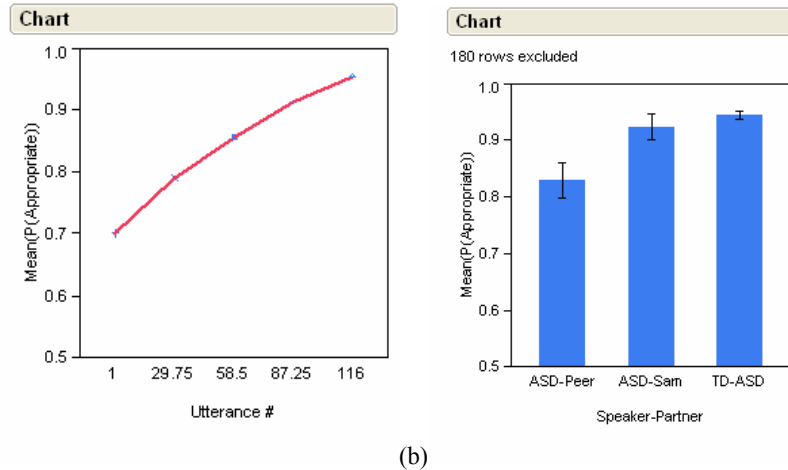 Chart
1.0
0.9
0.8
0.7
0.6
0.5
Mean(P(Appropriate))
1 29.75 58.5 87.25 116
Utterance #
Chart
180 rows excluded
1.0
0.9
0.8
0.7
0.6
0.5
Mean(P(Appropriate))
ASD-Peer ASD-Sam TD-ASD
Speaker-Partner
(b)